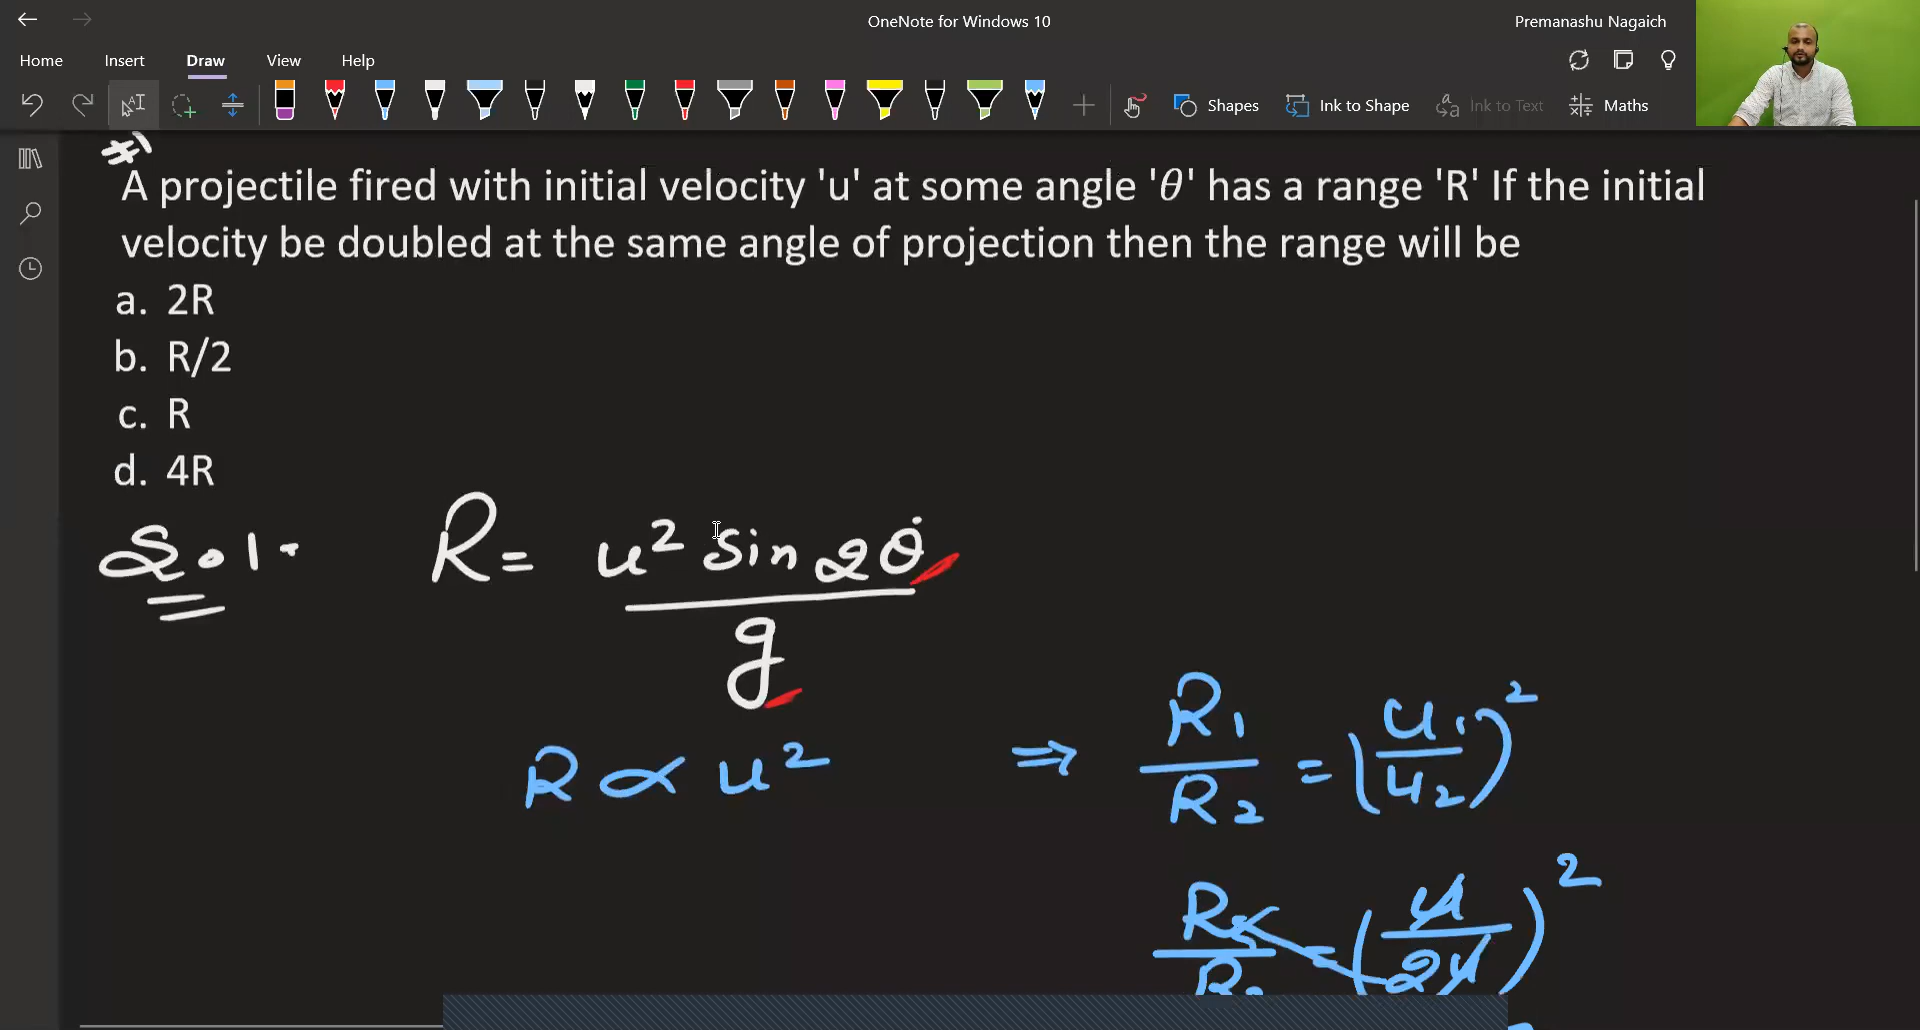 OneNote for Windows 10
Premanashu Nagaich
Home Insert Draw View Help
Shapes Ink to Shape Ink to Text Maths
#)
A projectile fired with initial velocity 'u' at some angle 'θ' has a range 'R' If the initial
velocity be doubled at the same angle of projection then the range will be
a. 2R
b. R/2
c. R
d. 4R
Sol.
R = u² sin 2θ / g
R ∝ u² ⇒ R₁/R₂ = (u₁/u₂)²
= (u/2u)²